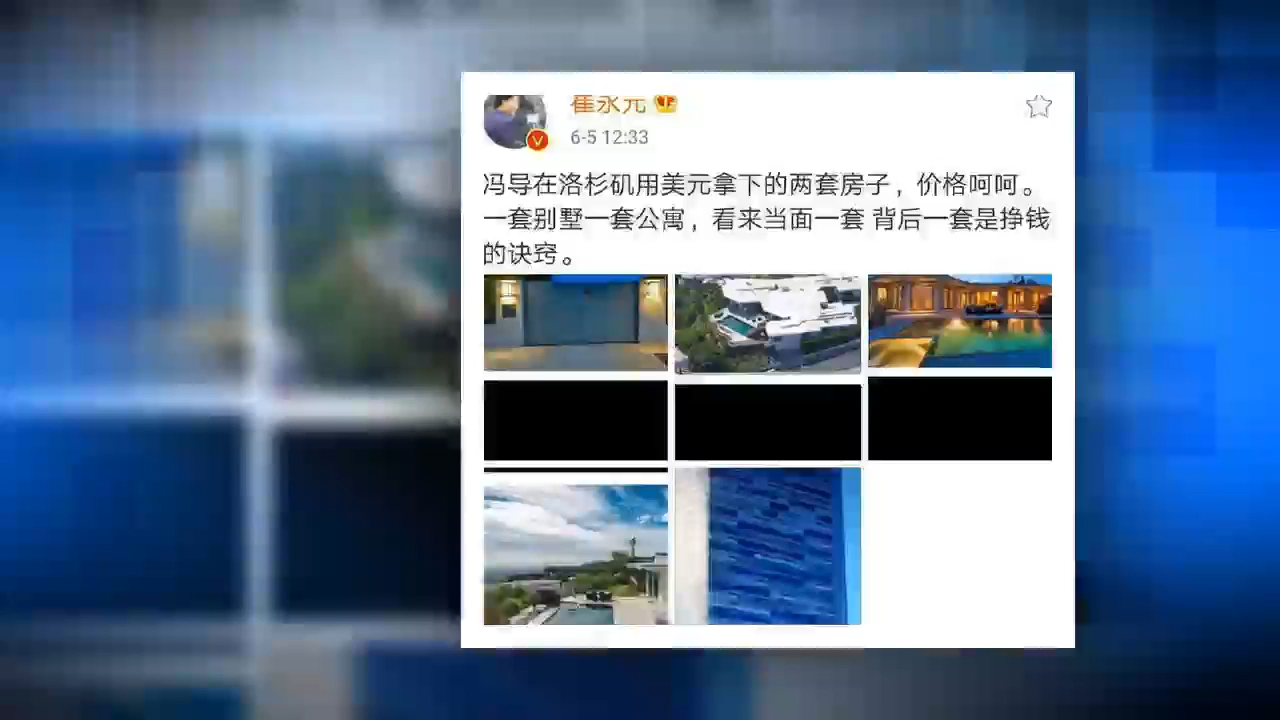 崔永元
6-5 12:33
冯导在洛杉矶用美元拿下的两套房子，价格呵呵。
一套别墅一套公寓，看来当面一套 背后一套是挣钱
的诀窍。